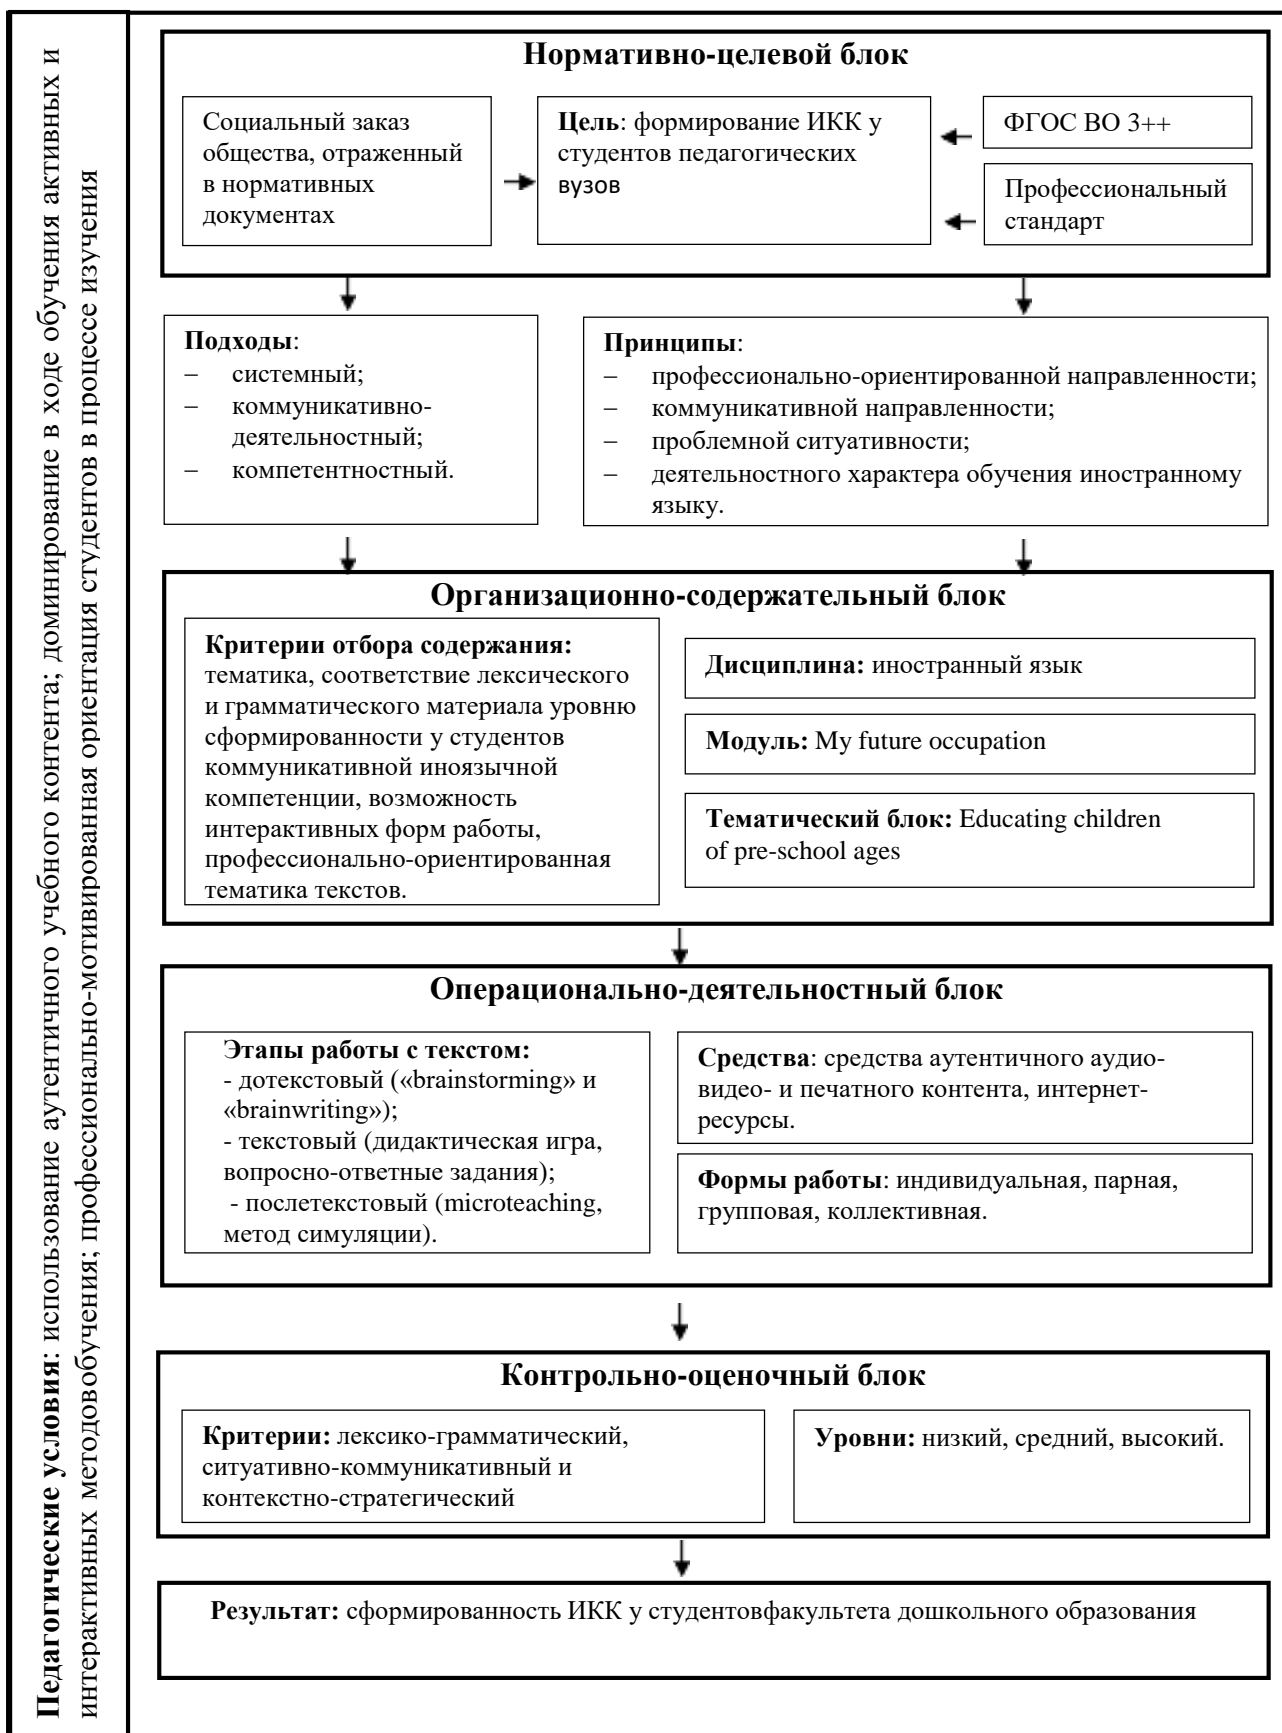 Педагогические условия: использование аутентичного учебного контента; доминирование в ходе обучения активных и
интерактивных методовобучения; профессионально-мотивированная ориентация студентов в процессе изучения
Нормативно-целевой блок
Социальный заказ
общества, отраженный
в нормативных
документах
Цель: формирование ИКК у
студентов педагогических
вузов
ФГОС ВО 3++
Профессиональный
стандарт
Подходы:
– системный;
– коммуникативно-
деятельностный;
– компетентностный.
Принципы:
– профессионально-ориентированной направленности;
– коммуникативной направленности;
– проблемной ситуативности;
– деятельностного характера обучения иностранному
языку.
Организационно-содержательный блок
Критерии отбора содержания:
тематика, соответствие лексического
и грамматического материала уровню
сформированности у студентов
коммуникативной иноязычной
компетенции, возможность
интерактивных форм работы,
профессионально-ориентированная
тематика текстов.
Дисциплина: иностранный язык
Модуль: My future occupation
Тематический блок: Educating children
of pre-school ages
Операционально-деятельностный блок
Этапы работы с текстом:
- дотекстовый («brainstorming» и
«brainwriting»);
- текстовый (дидактическая игра,
вопросно-ответные задания);
- послетекстовый (microteaching,
метод симуляции).
Средства: средства аутентичного аудио-
видео- и печатного контента, интернет-
ресурсы.
Формы работы: индивидуальная, парная,
групповая, коллективная.
Контрольно-оценочный блок
Критерии: лексико-грамматический,
ситуативно-коммуникативный и
контекстно-стратегический
Уровни: низкий, средний, высокий.
Результат: сформированность ИКК у студентовфакультета дошкольного образования